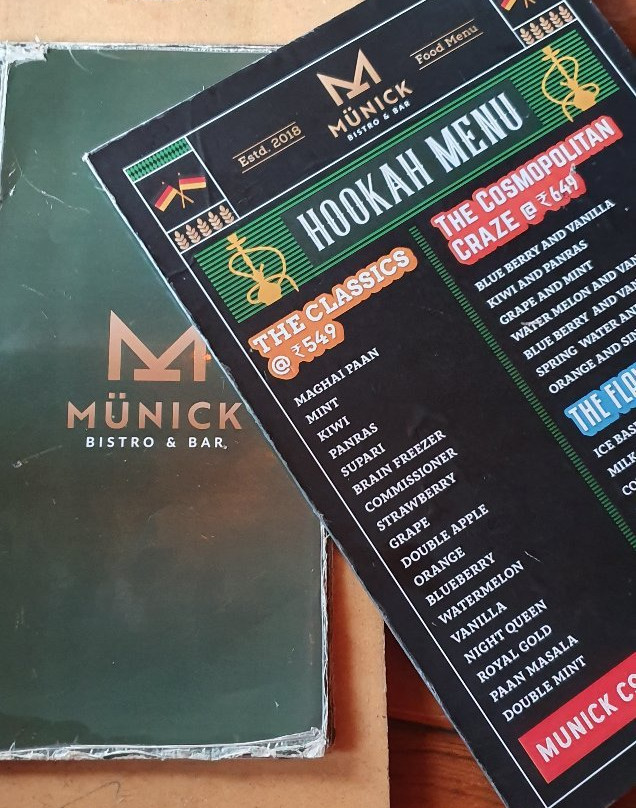 MÜNICK
BISTRO & BAR
Estd. 2018
MÜNICK
BISTRO & BAR
Food Menu
HOOKAH MENU
THE CLASSICS
@ ₹549
MAGHAI PAAN
MINT
KIWI
PANRAS
SUPARI
BRAIN FREEZER
COMMISSIONER
STRAWBERRY
GRAPE
DOUBLE APPLE
ORANGE
BLUEBERRY
WATERMELON
VANILLA
NIGHT QUEEN
ROYAL GOLD
PAAN MASALA
DOUBLE MINT
THE COSMOPOLITAN
CRAZE @ ₹649
BLUE BERRY AND VANILLA
KIWI AND PANRAS
GRAPE AND MINT
WATER MELON AND
BLUE BERRY AND
SPRING WATER AND
ORANGE AND
THE
ICE
MILK
MUNICK